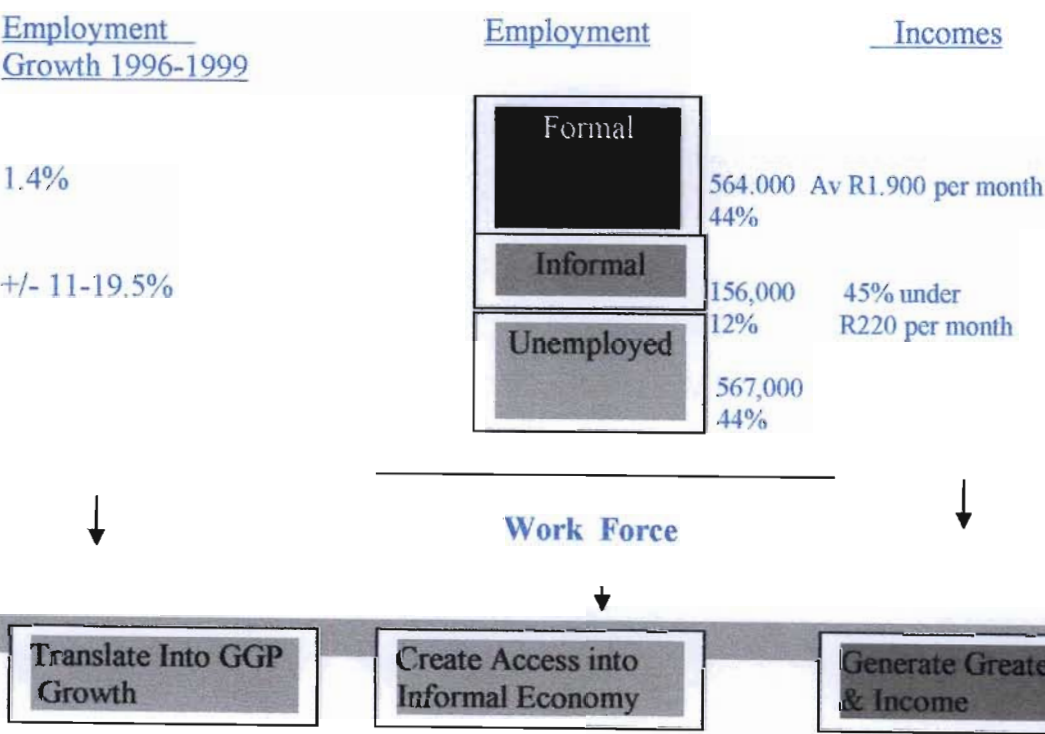 Employment
Growth 1996-1999
Employment
Incomes
Formal
1.4%
564.000 Av R1.900 per month
44%
Informal
+/- 11-19.5%
156,000 45% under
12% R220 per month
Unemployed
567,000
44%
Work Force
Translate Into GGP
Growth
Create Access into
Informal Economy
Generate Greate
& Income